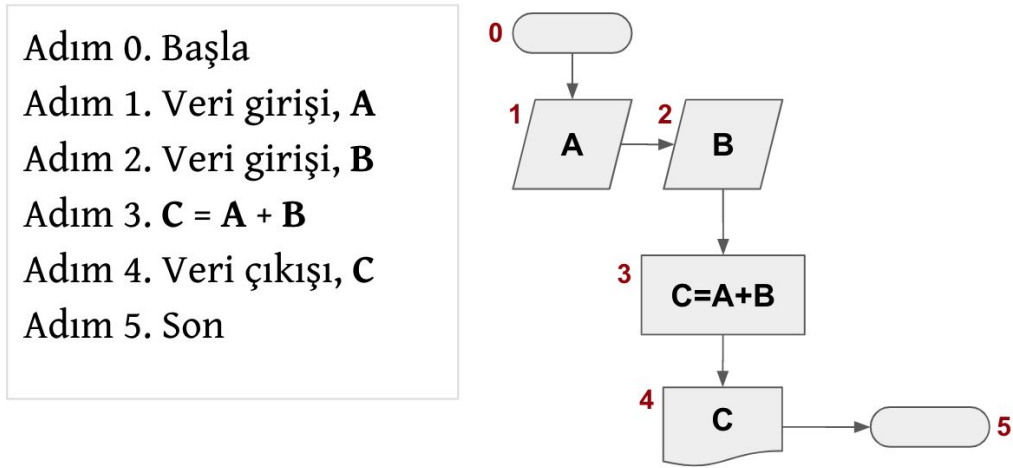 Adım 0. Başla
Adım 1. Veri girişi, A
Adım 2. Veri girişi, B
Adım 3. C = A + B
Adım 4. Veri çıkışı, C
Adım 5. Son
0
1
A
2
B
3
C=A+B
4
C
5